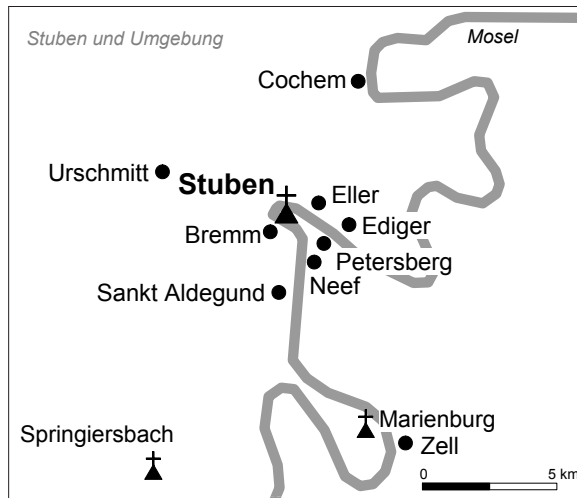 Stuben und Umgebung
Mosel
Cochem
Urschmitt
Stuben
Eller
Ediger
Bremm
Petersberg
Neef
Sankt Aldegund
Marienburg
Springiersbach
Zell
0 5 km